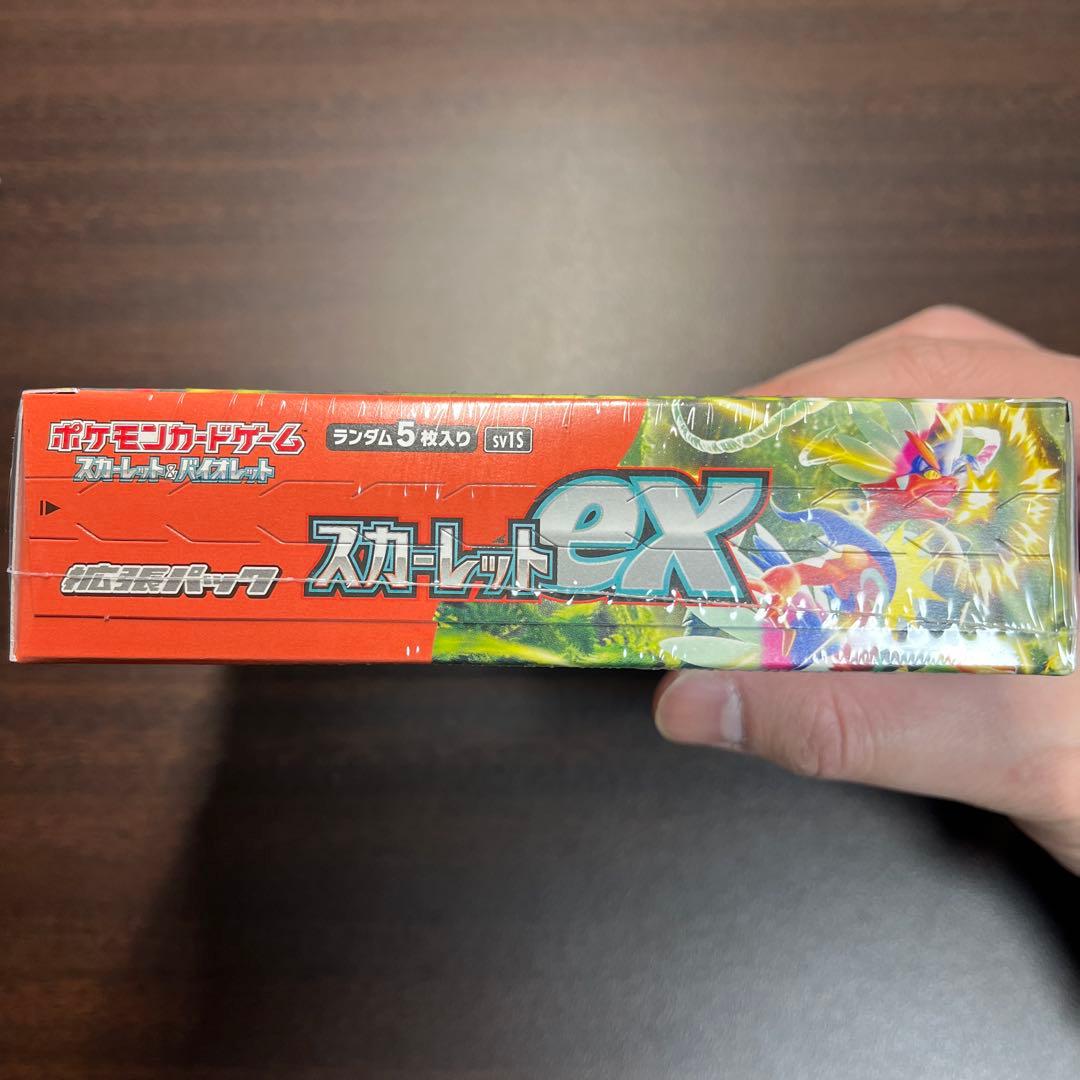 ポケモンカードゲーム
スカーレット&バイオレット
ランダム5枚入り SV1S
拡張パック
スカーレットex